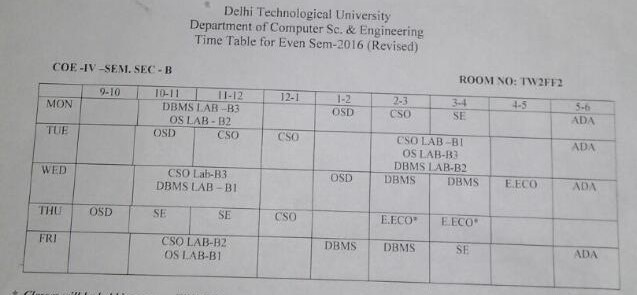 Delhi Technological University
Department of Computer Sc. & Engineering
Time Table for Even Sem-2016 (Revised)
COE -IV -SEM. SEC - B
ROOM NO: TW2FF2
9-10 10-11 11-12 12-1 1-2 2-3 3-4 4-5 5-6
MON DBMS LAB -B3 OSD CSO SE ADA
OS LAB - B2
TUE OSD CSO CSO CSO LAB -B1 ADA
OS LAB-B3
DBMS LAB-B2
WED CSO Lab-B3 OSD DBMS DBMS E.ECO ADA
DBMS LAB - B1
THU OSD SE SE CSO E.ECO* E.ECO*
FRI CSO LAB-B2 DBMS DBMS SE ADA
OS LAB-B1